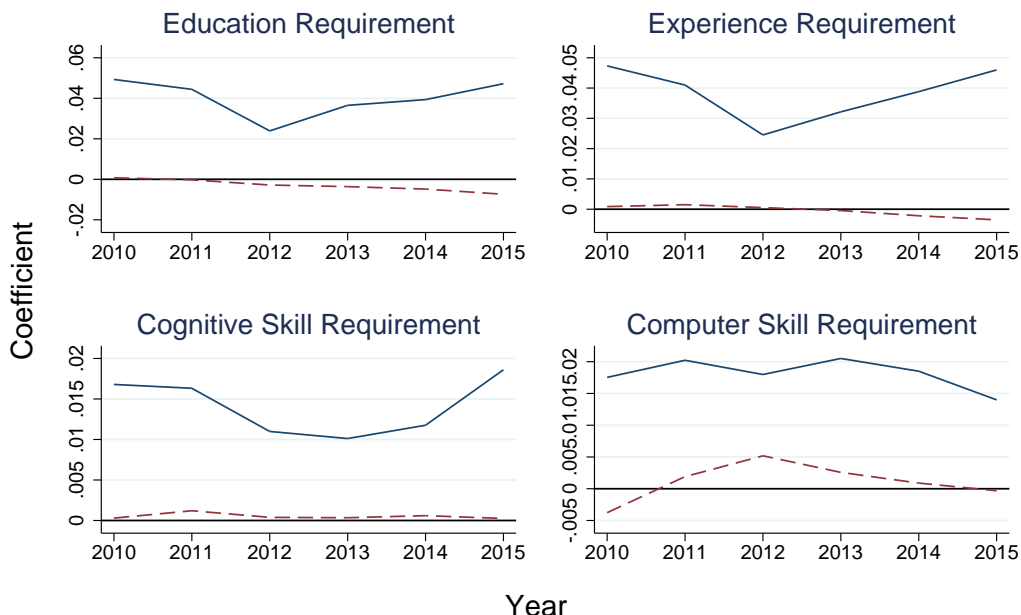 Education Requirement
.06
.04
.02
0
-.02
2010 2011 2012 2013 2014 2015
Experience Requirement
.05
.04
.03
.02
.01
0
2010 2011 2012 2013 2014 2015
Coefficient
Cognitive Skill Requirement
.02
.015
.01
.005
0
2010 2011 2012 2013 2014 2015
Computer Skill Requirement
.02
.015
.01
.005
0
-.005
2010 2011 2012 2013 2014 2015
Year